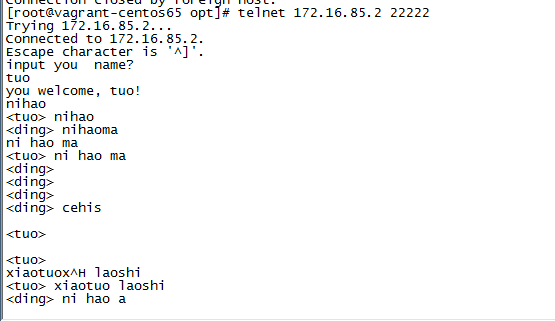 Connection closed by foreign host.
[root@vagrant-centos65 opt]# telnet 172.16.85.2 22222
Trying 172.16.85.2...
Connected to 172.16.85.2.
Escape character is '^]'.
input you  name?
tuo
you welcome, tuo!
nihao
<tuo> nihao
<ding> nihaoma
ni hao ma
<tuo> ni hao ma
<ding>
<ding>
<ding>
<ding> cehis
<tuo>
<tuo>
xiaotuox^H laoshi
<tuo> xiaotuo laoshi
<ding> ni hao a